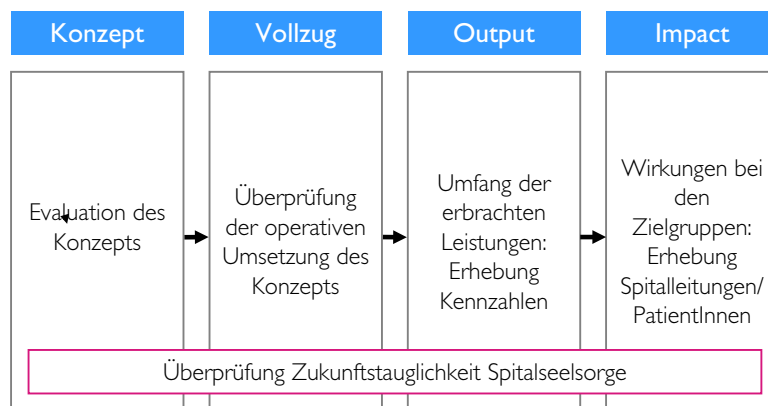 Konzept
Vollzug
Output
Impact
Evaluation des
Konzepts
Überprüfung
der operativen
Umsetzung des
Konzepts
Umfang der
erbrachten
Leistungen:
Erhebung
Kennzahlen
Wirkungen bei
den
Zielgruppen:
Erhebung
Spitalleitungen/
PatientInnen
Überprüfung Zukunftstauglichkeit Spitalseelsorge